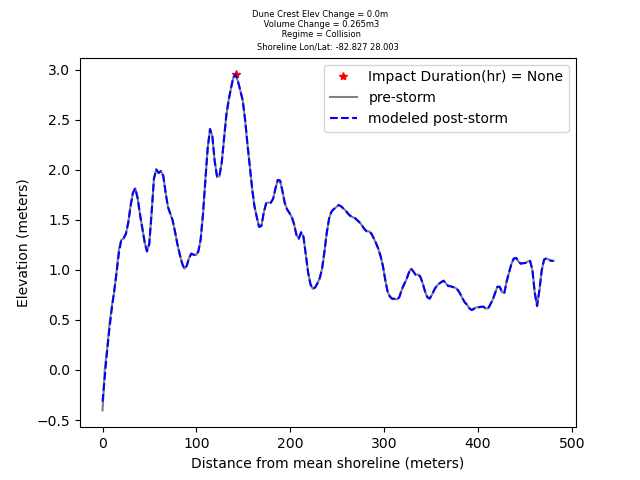 Dune Crest Elev Change = 0.0m
Volume Change = 0.265m3
Regime = Collision
Shoreline Lon/Lat: -82.827 28.003
Impact Duration(hr) = None
pre-storm
modeled post-storm
Elevation (meters)
3.0
2.5
2.0
1.5
1.0
0.5
0.0
−0.5
0 100 200 300 400 500
Distance from mean shoreline (meters)